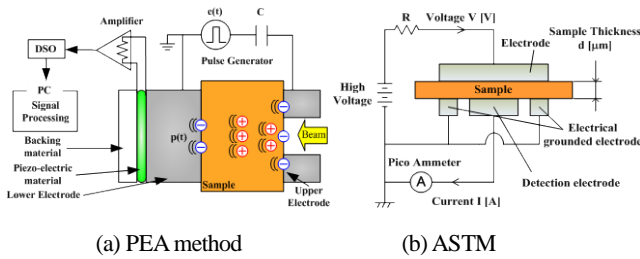 Amplifier
e(t)
C
DSO
Pulse Generator
PC
Signal
Processing
p(t)
Beam
Backing
material
Piezo-electric
material
Lower Electrode
Sample
Upper
Electrode
(a) PEA method
R
Voltage V [V]
Sample Thickness
d [μm]
Electrode
Sample
High
Voltage
Electrical
grounded electrode
Pico Ammeter
A
Detection electrode
Current I [A]
(b) ASTM